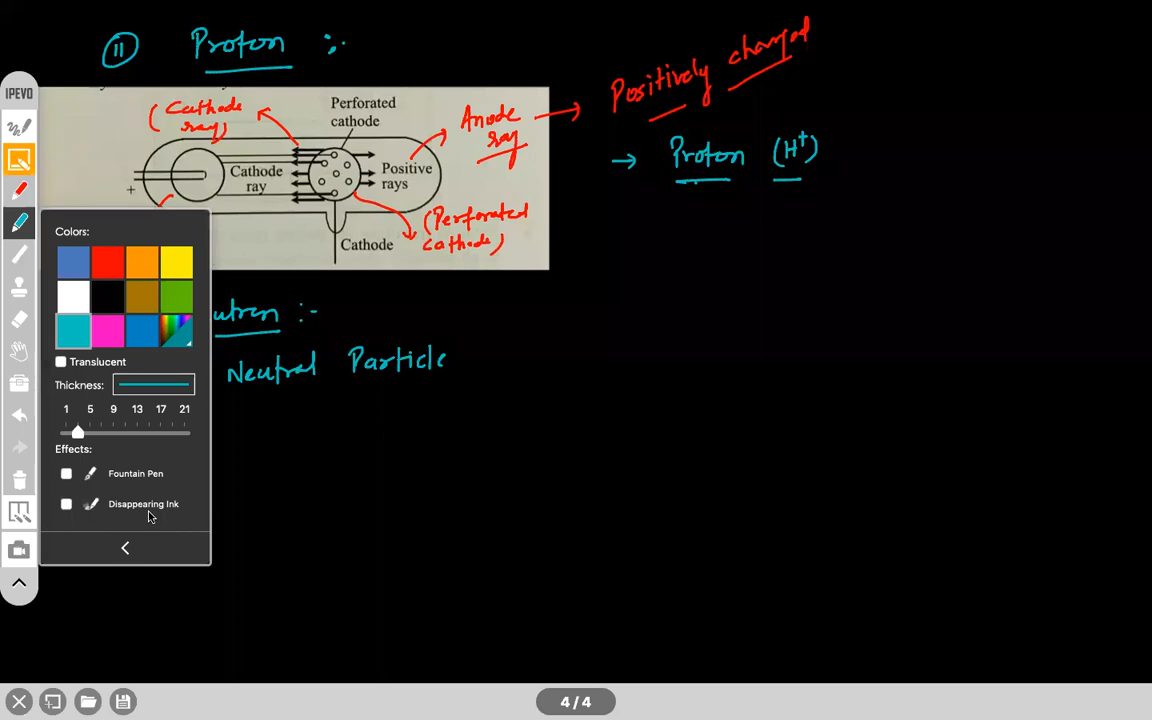 (II) Proton :-
Perforated
cathode
Cathode
ray
Positive
rays
Cathode
+
(Cathode
ray)
Anode
ray
(Perforated
cathode)
→ Positively charged
→ Proton (H⁺)
utron :-
Neutral Particle
IPEVO
Colors:
Translucent
Thickness:
1 5 9 13 17 21
Effects:
Fountain Pen
Disappearing Ink
4/4